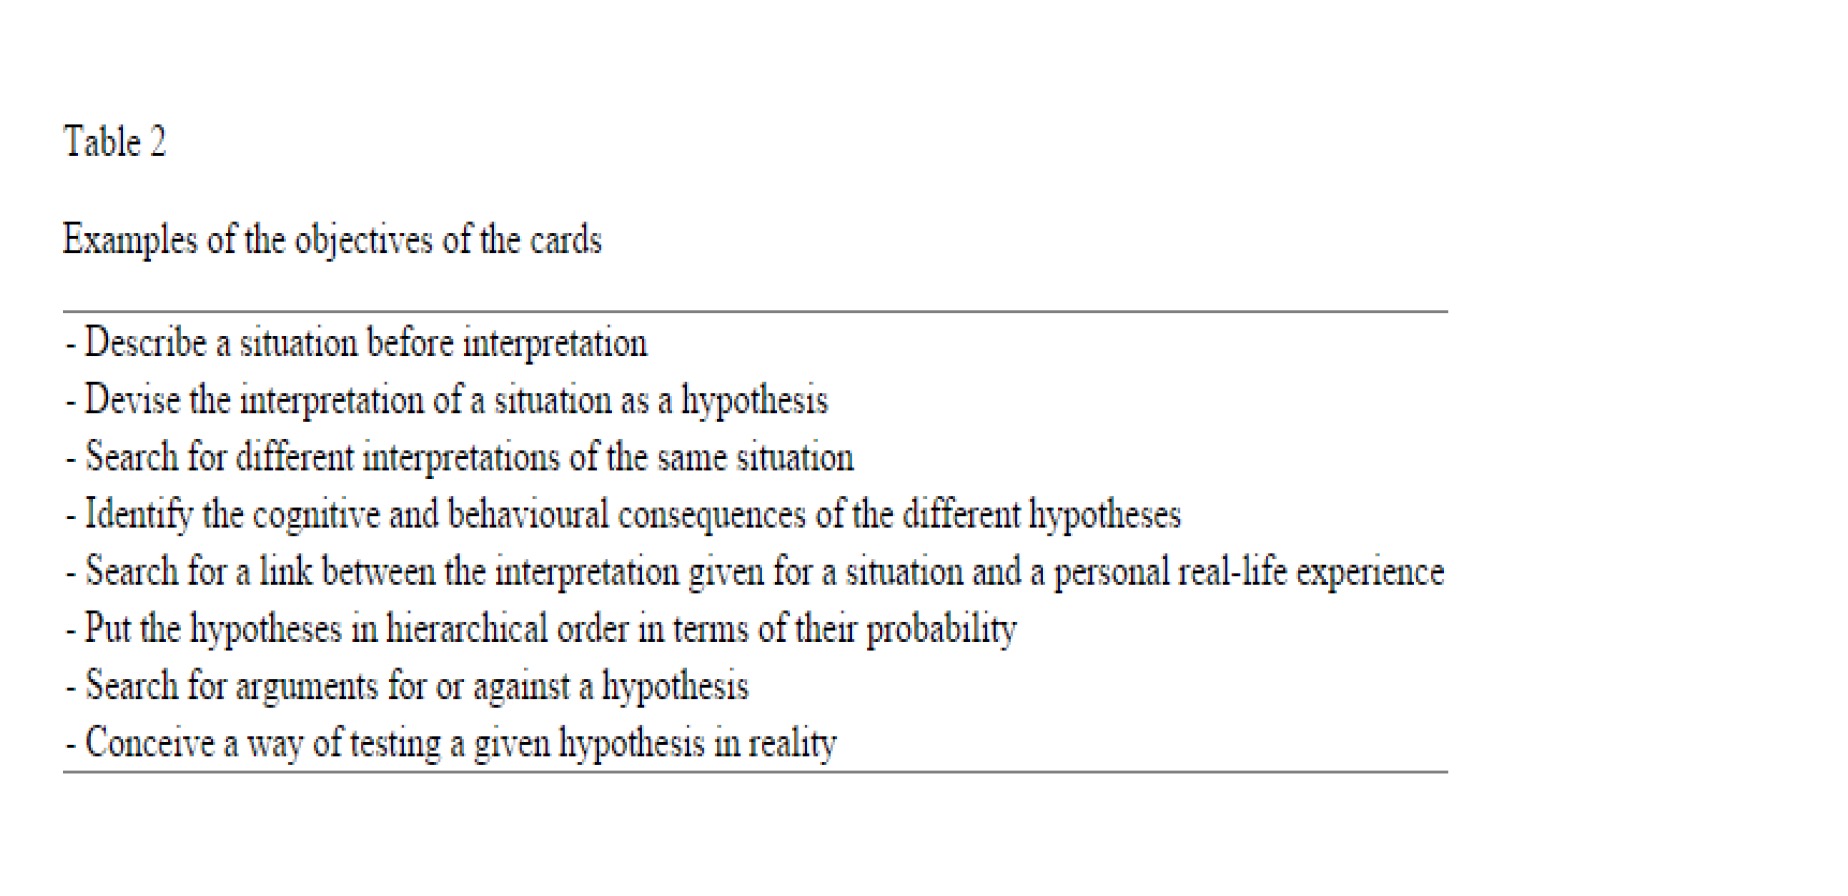 Table 2
Examples of the objectives of the cards
- Describe a situation before interpretation
- Devise the interpretation of a situation as a hypothesis
- Search for different interpretations of the same situation
- Identify the cognitive and behavioural consequences of the different hypotheses
- Search for a link between the interpretation given for a situation and a personal real-life experience
- Put the hypotheses in hierarchical order in terms of their probability
- Search for arguments for or against a hypothesis
- Conceive a way of testing a given hypothesis in reality